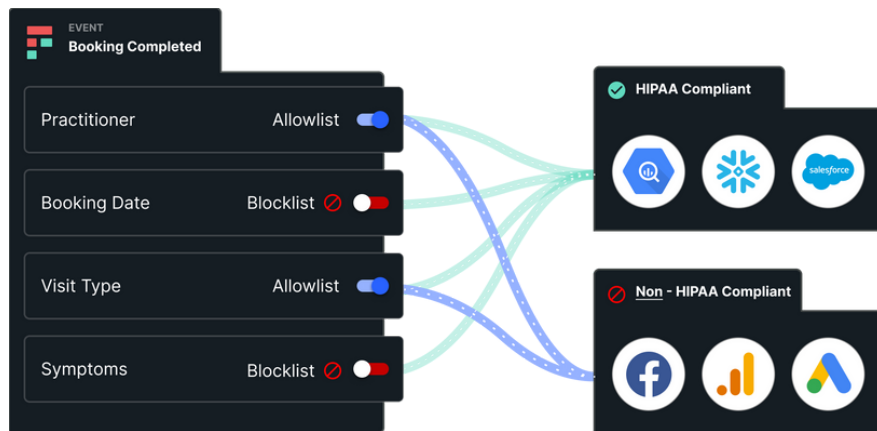 EVENT
Booking Completed
Practitioner Allowlist
Booking Date Blocklist
Visit Type Allowlist
Symptoms Blocklist
HIPAA Compliant
salesforce
Non - HIPAA Compliant